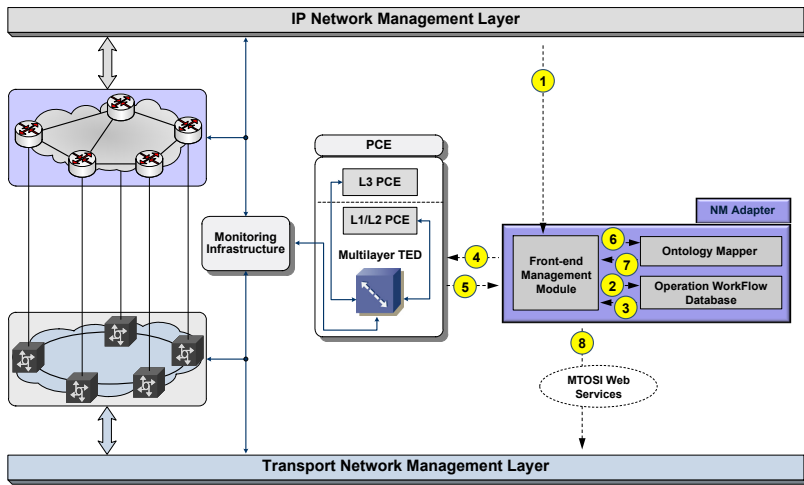 IP Network Management Layer
1
PCE
L3 PCE
L1/L2 PCE
Multilayer TED
Monitoring
Infrastructure
4
5
NM Adapter
Front-end
Management
Module
6
7
Ontology Mapper
2
3
Operation WorkFlow
Database
8
MTOSI Web
Services
Transport Network Management Layer